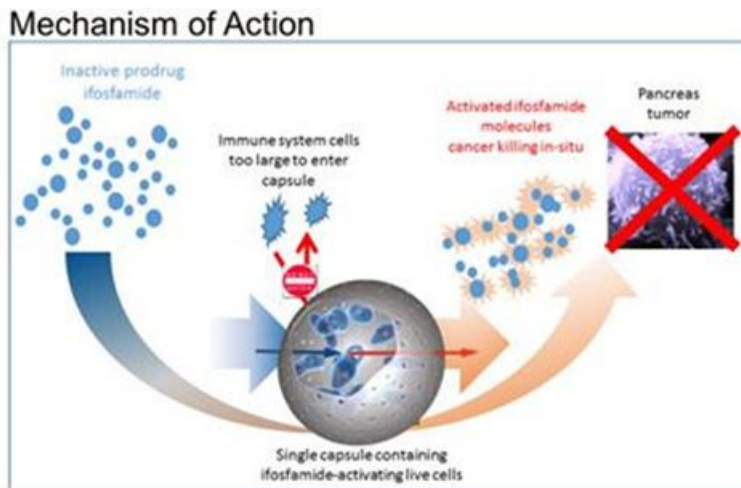 Mechanism of Action
Inactive prodrug
ifosfamide
Immune system cells
too large to enter
capsule
Activated ifosfamide
molecules
cancer killing in-situ
Pancreas
tumor
Single capsule containing
ifosfamide-activating live cells